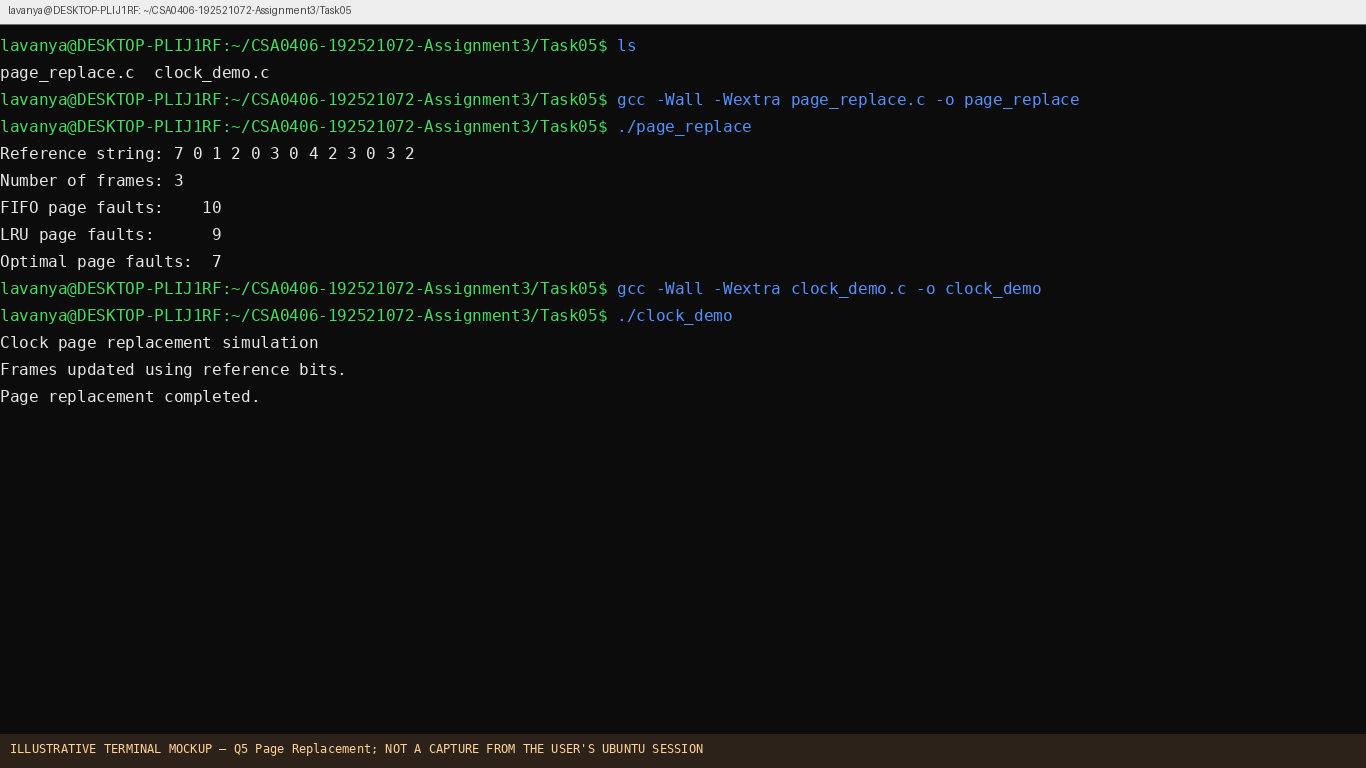 lavanya@DESKTOP-PLIJ1RF: ~/CSA0406-192521072-Assignment3/Task05
lavanya@DESKTOP-PLIJ1RF:~/CSA0406-192521072-Assignment3/Task05$ ls
page_replace.c  clock_demo.c
lavanya@DESKTOP-PLIJ1RF:~/CSA0406-192521072-Assignment3/Task05$ gcc -Wall -Wextra page_replace.c -o page_replace
lavanya@DESKTOP-PLIJ1RF:~/CSA0406-192521072-Assignment3/Task05$ ./page_replace
Reference string: 7 0 1 2 0 3 0 4 2 3 0 3 2
Number of frames: 3
FIFO page faults:    10
LRU page faults:      9
Optimal page faults:  7
lavanya@DESKTOP-PLIJ1RF:~/CSA0406-192521072-Assignment3/Task05$ gcc -Wall -Wextra clock_demo.c -o clock_demo
lavanya@DESKTOP-PLIJ1RF:~/CSA0406-192521072-Assignment3/Task05$ ./clock_demo
Clock page replacement simulation
Frames updated using reference bits.
Page replacement completed.
ILLUSTRATIVE TERMINAL MOCKUP — Q5 Page Replacement; NOT A CAPTURE FROM THE USER'S UBUNTU SESSION